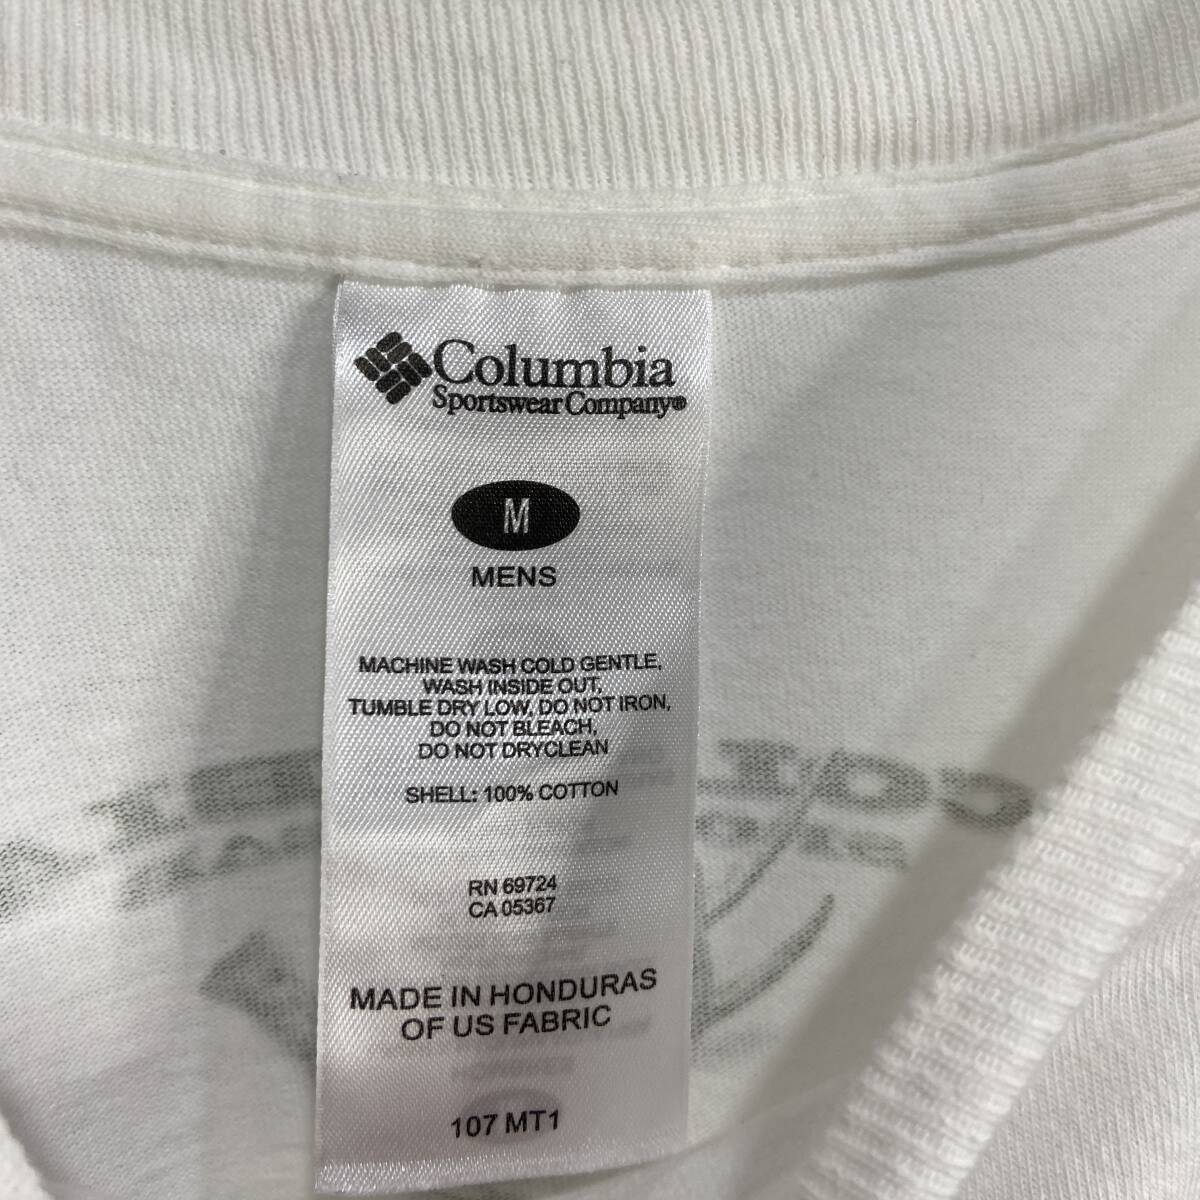 Columbia
Sportswear Company®
M
MENS
MACHINE WASH COLD GENTLE,
WASH INSIDE OUT,
TUMBLE DRY LOW, DO NOT IRON,
DO NOT BLEACH,
DO NOT DRYCLEAN
SHELL: 100% COTTON
RN 69724
CA 05367
MADE IN HONDURAS
OF US FABRIC
107 MT1